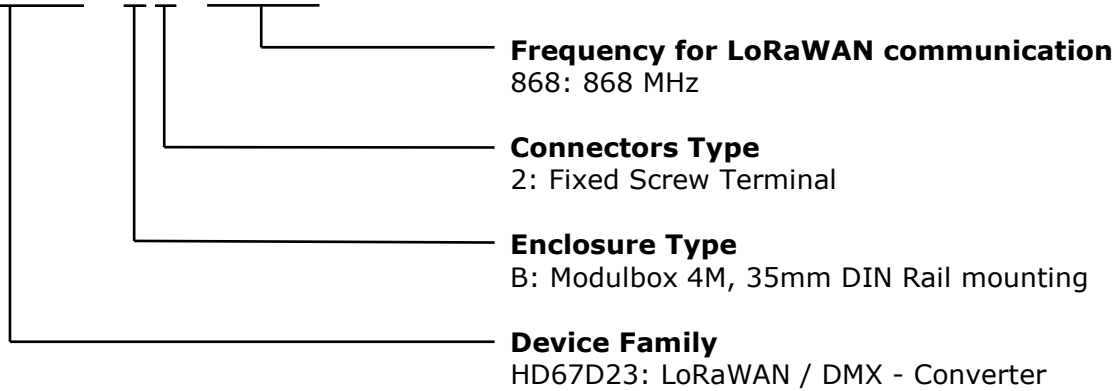 Frequency for LoRaWAN communication
868: 868 MHz
Connectors Type
2: Fixed Screw Terminal
Enclosure Type
B: Modulbox 4M, 35mm DIN Rail mounting
Device Family
HD67D23: LoRaWAN / DMX - Converter